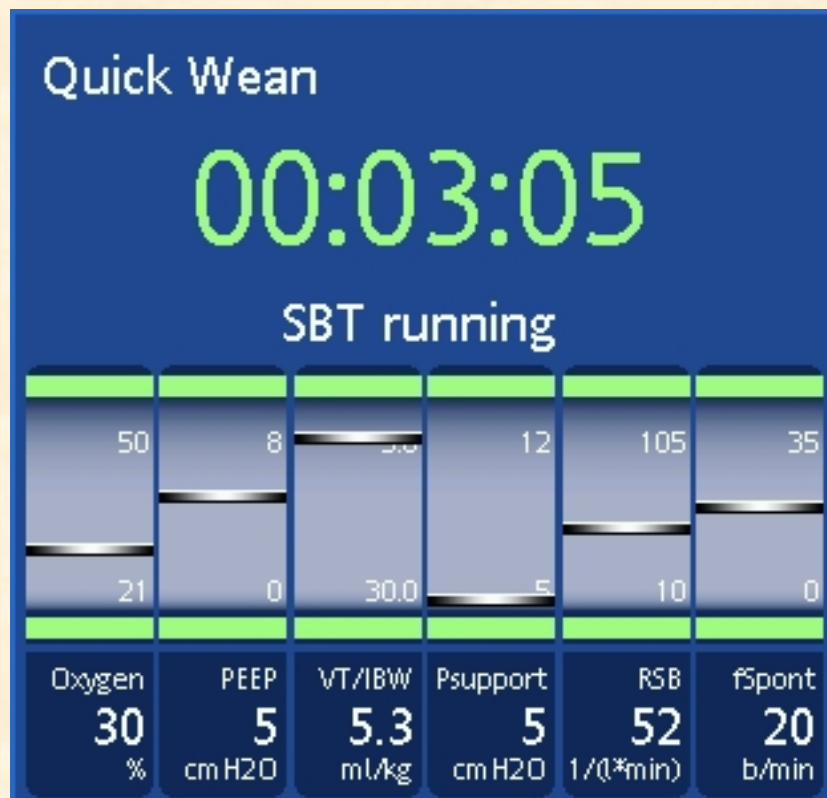 Quick Wean
00:03:05
SBT running
50 8 12 105 35
21 0 30.0 5 10 0
Oxygen PEEP VT/IBW Psupport RSB fSpont
30 5 5.3 5 52 20
% cmH2O ml/kg cmH2O 1/(l*min) b/min